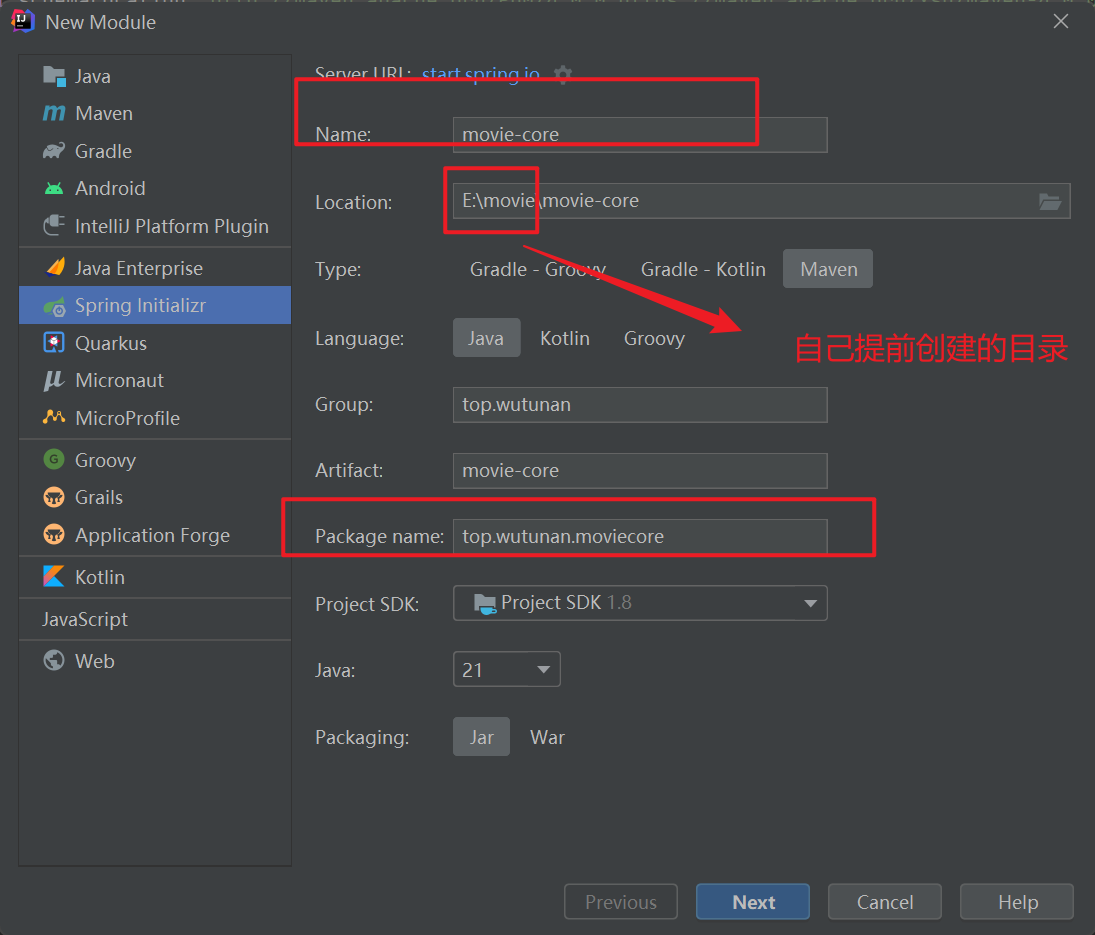 New Module
Java
Maven
Gradle
Android
IntelliJ Platform Plugin
Java Enterprise
Spring Initializr
Quarkus
Micronaut
MicroProfile
Groovy
Grails
Application Forge
Kotlin
JavaScript
Web
Server URL: start.spring.io
Name: movie-core
Location: E:\movie\movie-core
Type: Gradle - Groovy Gradle - Kotlin Maven
Language: Java Kotlin Groovy
自己提前创建的目录
Group: top.wutunan
Artifact: movie-core
Package name: top.wutunan.moviecore
Project SDK: Project SDK 1.8
Java: 21
Packaging: Jar War
Previous Next Cancel Help